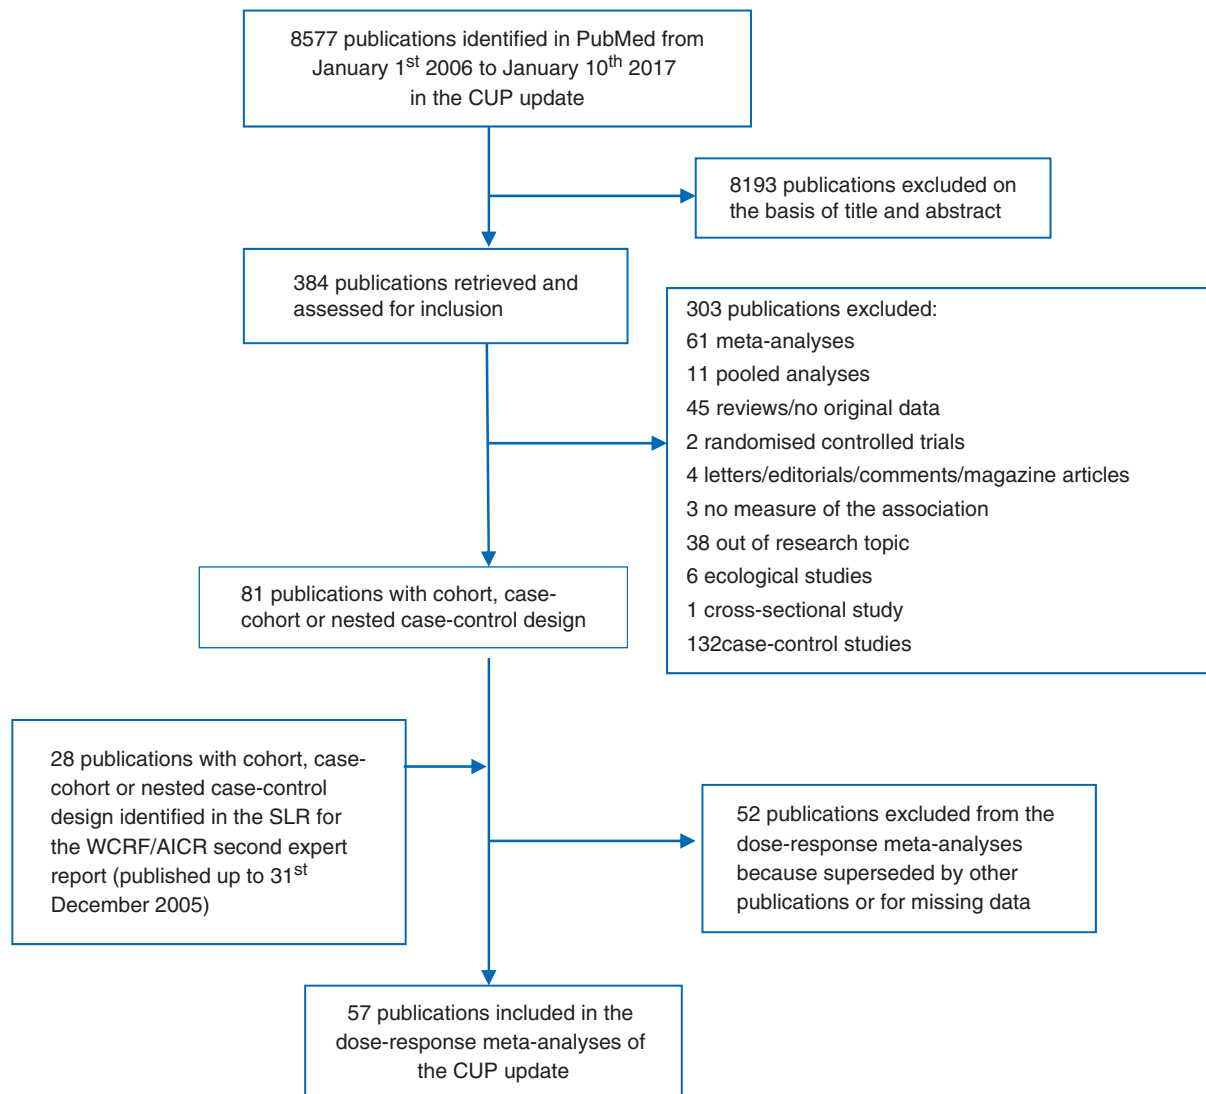 8577 publications identified in PubMed from
January 1st 2006 to January 10th 2017
in the CUP update
8193 publications excluded on
the basis of title and abstract
384 publications retrieved and
assessed for inclusion
303 publications excluded:
61 meta-analyses
11 pooled analyses
45 reviews/no original data
2 randomised controlled trials
4 letters/editorials/comments/magazine articles
3 no measure of the association
38 out of research topic
6 ecological studies
1 cross-sectional study
132case-control studies
81 publications with cohort, case-
cohort or nested case-control design
28 publications with cohort, case-
cohort or nested case-control
design identified in the SLR for
the WCRF/AICR second expert
report (published up to 31st
December 2005)
52 publications excluded from the
dose-response meta-analyses
because superseded by other
publications or for missing data
57 publications included in the
dose-response meta-analyses of
the CUP update